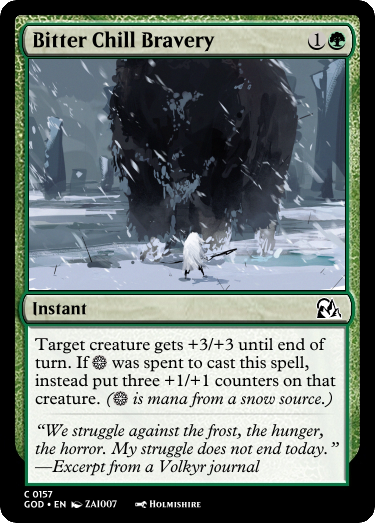 Bitter Chill Bravery 1
Instant
Target creature gets +3/+3 until end of
turn. If was spent to cast this spell,
instead put three +1/+1 counters on that
creature. ( is mana from a snow source.)
“We struggle against the frost, the hunger,
the horror. My struggle does not end today.”
—Excerpt from a Volkyr journal
C 0157
GOD • EN ZAI007 Holmishire